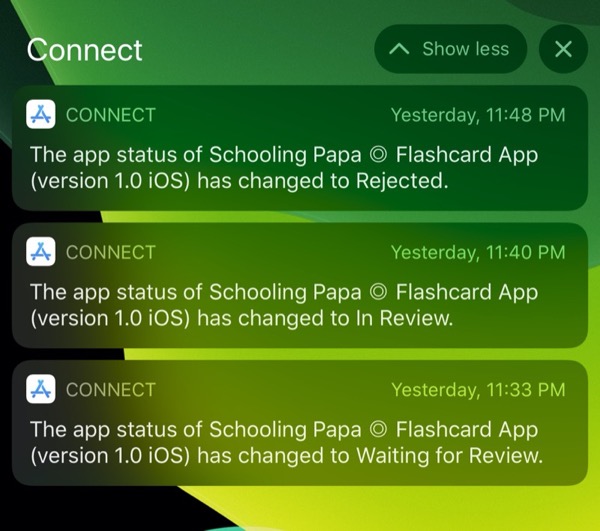 Connect
Show less
CONNECT
Yesterday, 11:48 PM
The app status of Schooling Papa ◎ Flashcard App
(version 1.0 iOS) has changed to Rejected.
CONNECT
Yesterday, 11:40 PM
The app status of Schooling Papa ◎ Flashcard App
(version 1.0 iOS) has changed to In Review.
CONNECT
Yesterday, 11:33 PM
The app status of Schooling Papa ◎ Flashcard App
(version 1.0 iOS) has changed to Waiting for Review.